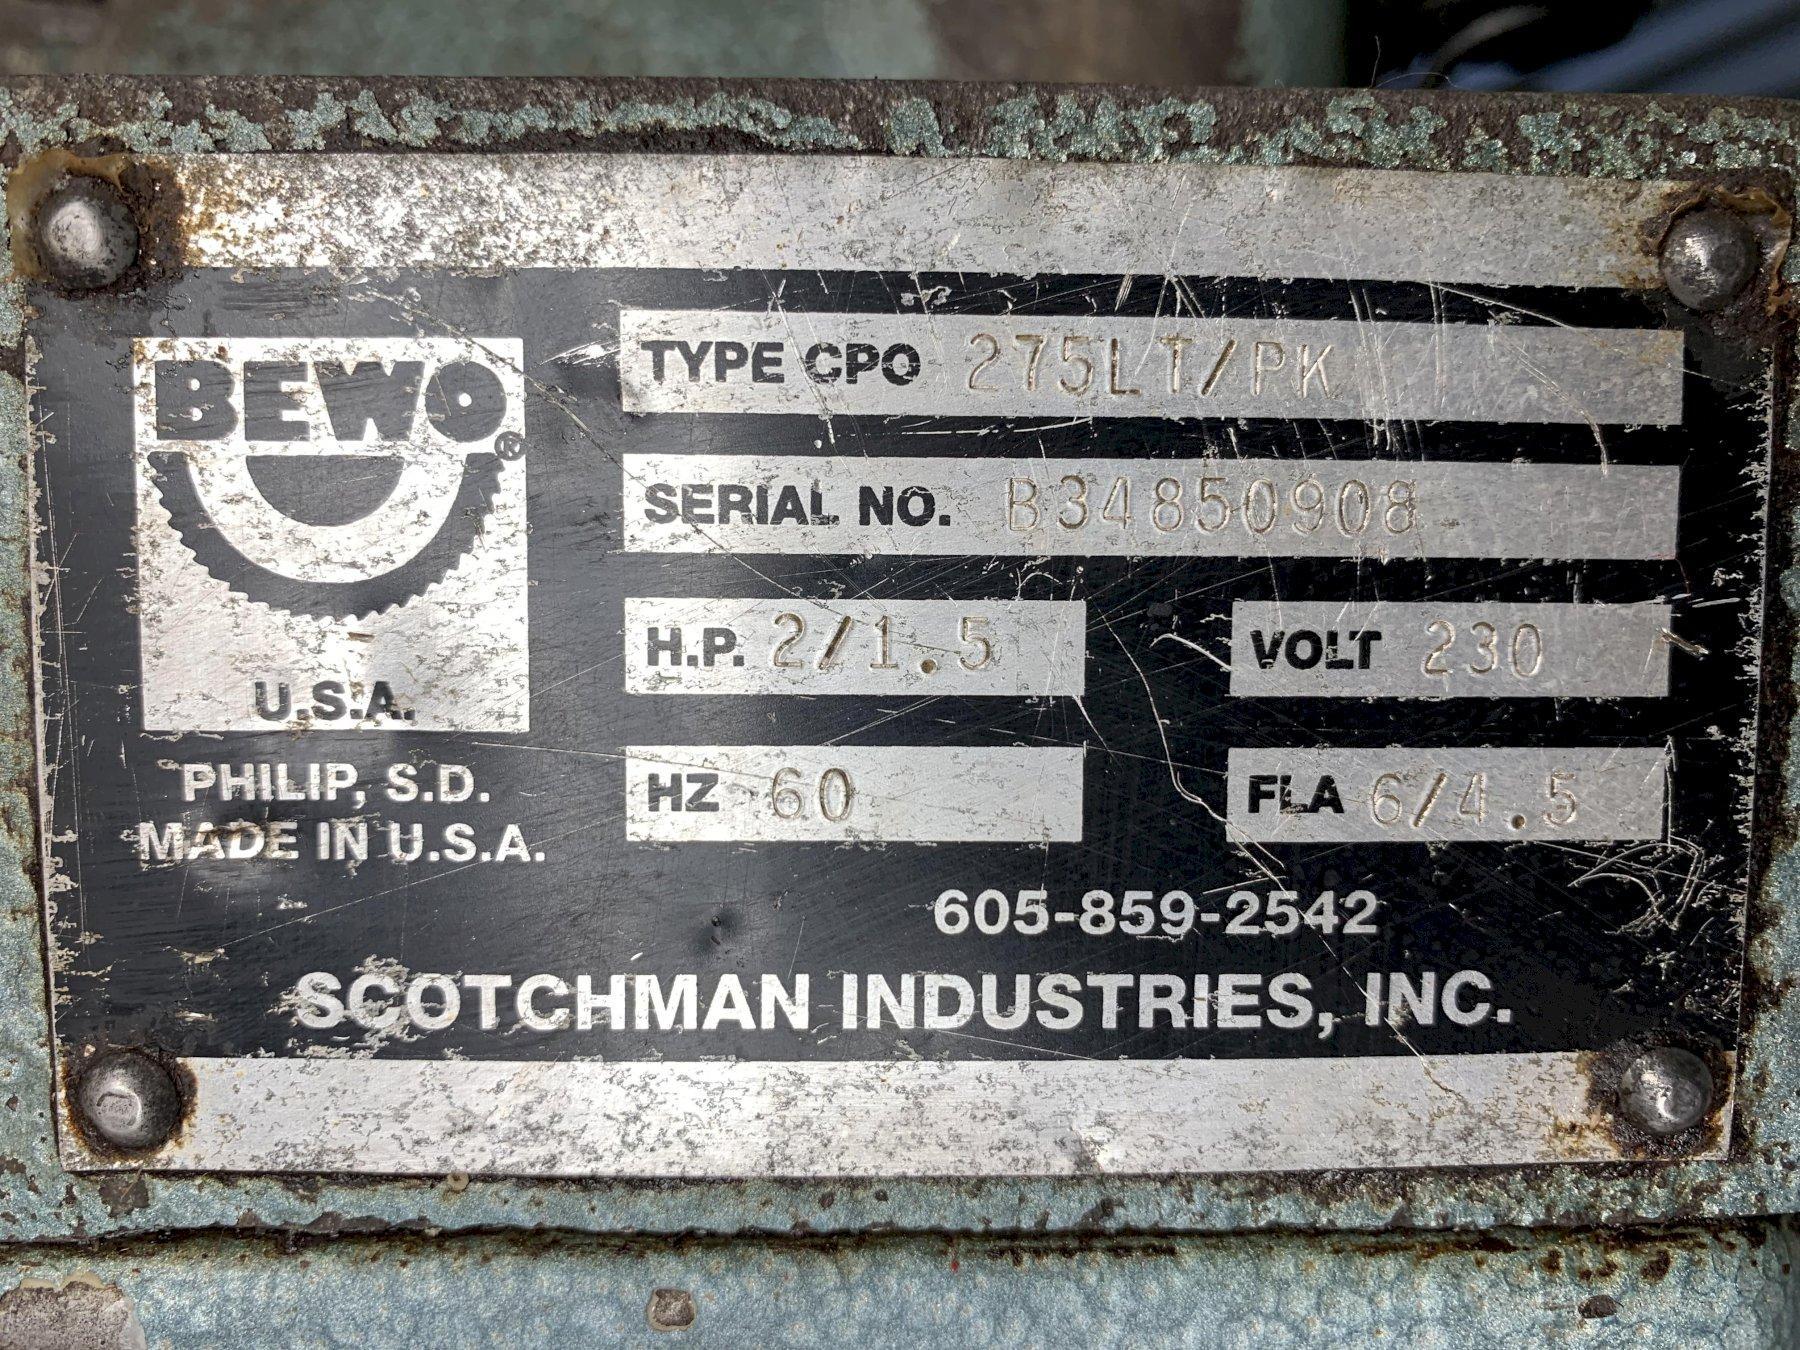 BEWO®
U.S.A.
PHILIP, S.D.
MADE IN U.S.A.
TYPE CPO 275LT/PK
SERIAL NO. B34850908
H.P. 2/1.5
VOLT 230
HZ 60
FLA 6/4.5
605-859-2542
SCOTCHMAN INDUSTRIES, INC.